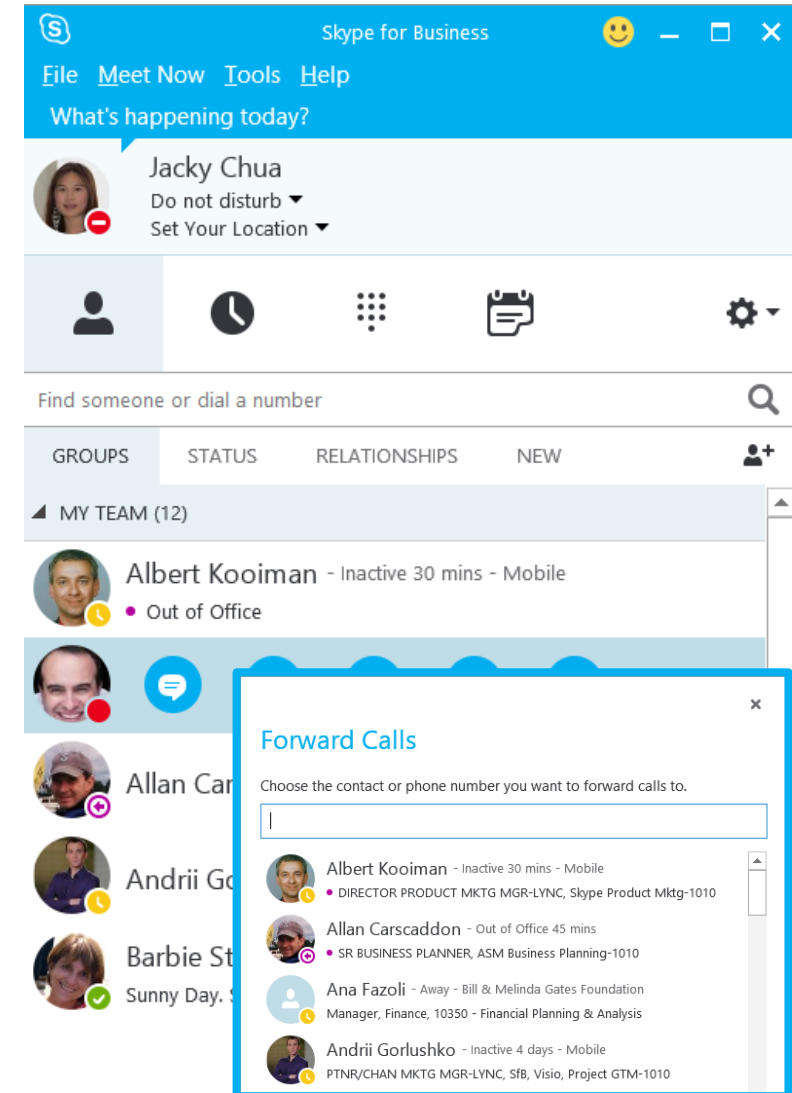 Skype for Business
File Meet Now Tools Help
What's happening today?
Jacky Chua
Do not disturb
Set Your Location
Find someone or dial a number
GROUPS STATUS RELATIONSHIPS NEW
MY TEAM (12)
Albert Kooiman - Inactive 30 mins - Mobile
Out of Office
Allan Car
Andrii Go
Barbie St
Sunny Day.
Forward Calls
Choose the contact or phone number you want to forward calls to.
Albert Kooiman - Inactive 30 mins - Mobile
DIRECTOR PRODUCT MKTG MGR-LYNC, Skype Product Mktg-1010
Allan Carscaddon - Out of Office 45 mins
SR BUSINESS PLANNER, ASM Business Planning-1010
Ana Fazoli - Away - Bill & Melinda Gates Foundation
Manager, Finance, 10350 - Financial Planning & Analysis
Andrii Gorlushko - Inactive 4 days - Mobile
PTNR/CHAN MKTG MGR-LYNC, SfB, Visio, Project GTM-1010